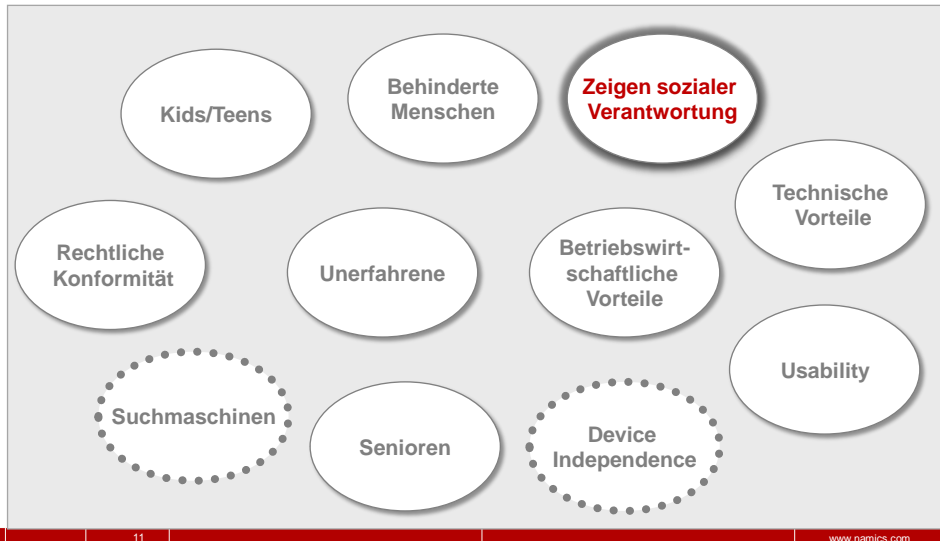 Kids/Teens
Behinderte
Menschen
Zeigen sozialer
Verantwortung
Technische
Vorteile
Rechtliche
Konformität
Unerfahrene
Betriebswirt-
schaftliche
Vorteile
Usability
Suchmaschinen
Senioren
Device
Independence
11
www.namics.com